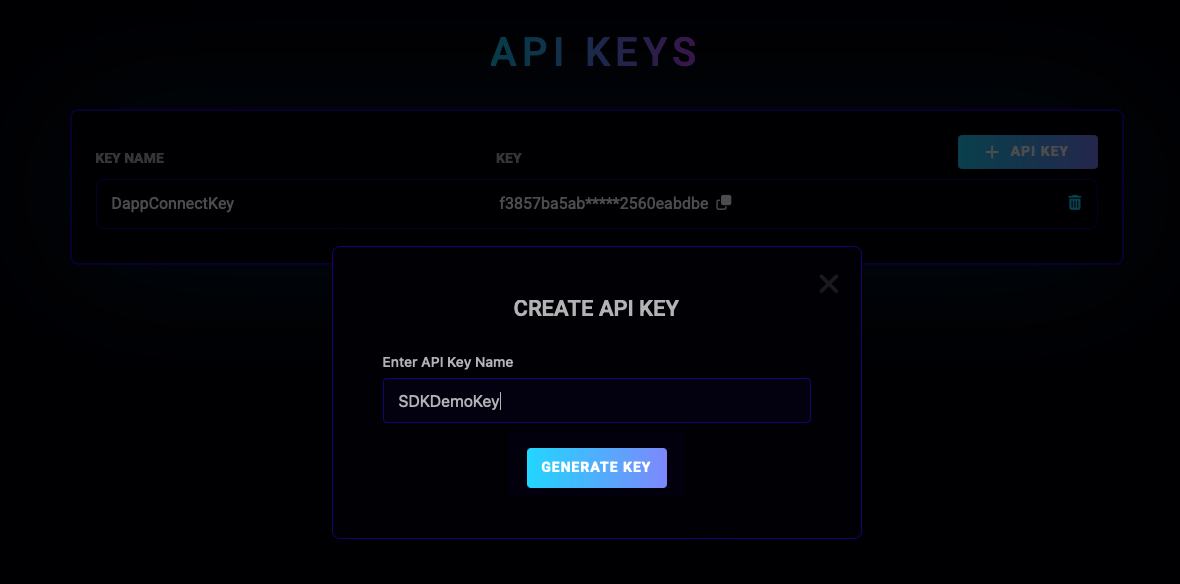 API KEYS
KEY NAME KEY + API KEY
DappConnectKey f3857ba5ab*****2560eabdbe
CREATE API KEY
Enter API Key Name
SDKDemoKey
GENERATE KEY